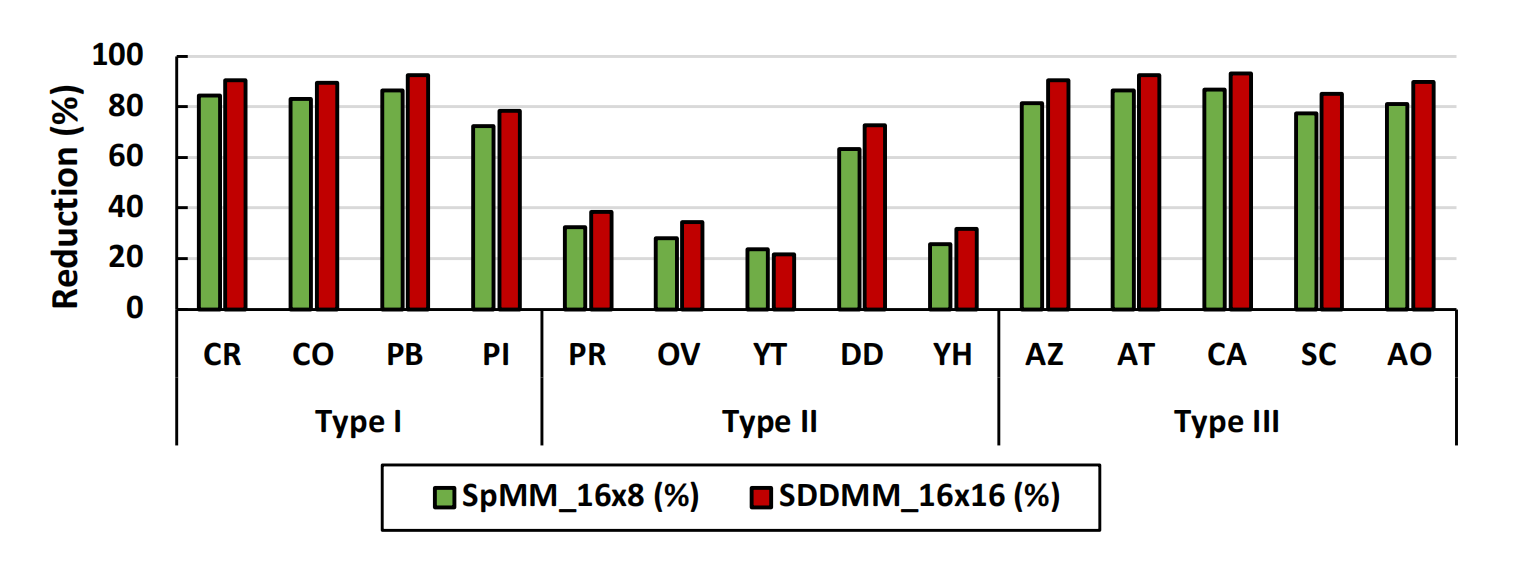 Reduction (%)
100
80
60
40
20
0
CR CO PB PI PR OV YT DD YH AZ AT CA SC AO
Type I Type II Type III
SpMM_16x8 (%) SDDMM_16x16 (%)